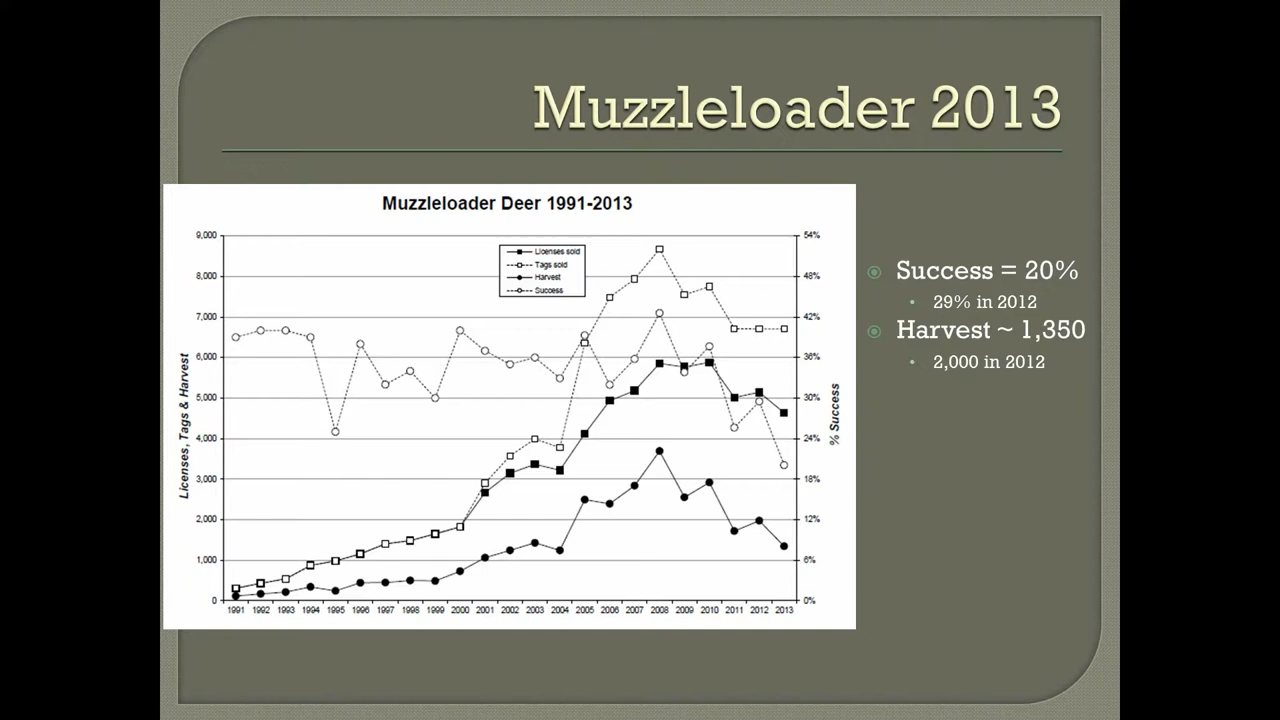 Muzzleloader 2013
Muzzleloader Deer 1991-2013
Licenses sold
Tags sold
Harvest
Success
9,000
8,000
7,000
6,000
5,000
4,000
3,000
2,000
1,000
0
Licenses, Tags & Harvest
54%
48%
42%
36%
30%
24%
18%
12%
6%
0%
% Success
1991 1992 1993 1994 1995 1996 1997 1998 1999 2000 2001 2002 2003 2004 2005 2006 2007 2008 2009 2010 2011 2012 2013
Success = 20%
29% in 2012
Harvest ~ 1,350
2,000 in 2012